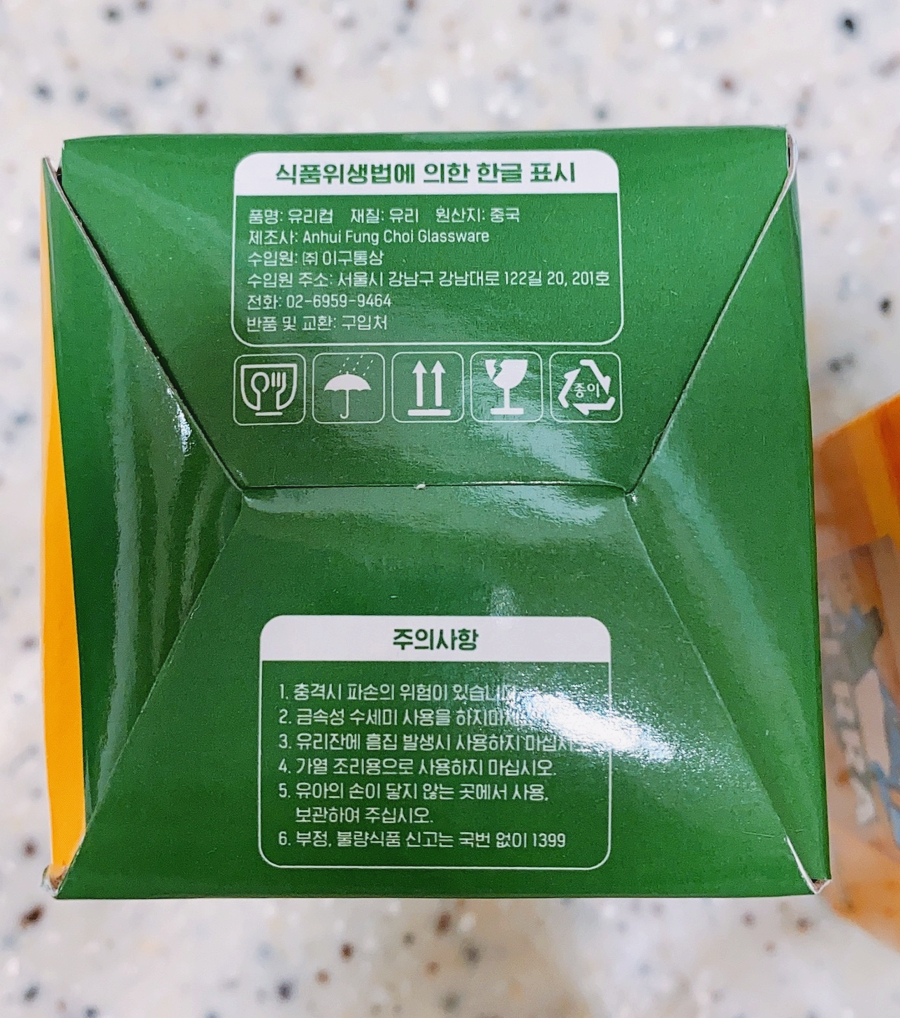 식품위생법에 의한 한글 표시
품명: 유리컵 재질: 유리 원산지: 중국
제조사: Anhui Fung Choi Glassware
수입원: ㈜ 이구통상
수입원 주소: 서울시 강남구 강남대로 122길 20, 201호
전화: 02-6959-9464
반품 및 교환: 구입처
종이
주의사항
1. 충격시 파손의 위험이 있습니다
2. 금속성 수세미 사용을
3. 유리잔에 흠집 발생시 사용하지
4. 가열 조리용으로 사용하지 마십시오.
5. 유아의 손이 닿지 않는 곳에서 사용,
보관하여 주십시오.
6. 부정, 불량식품 신고는 국번 없이 1399